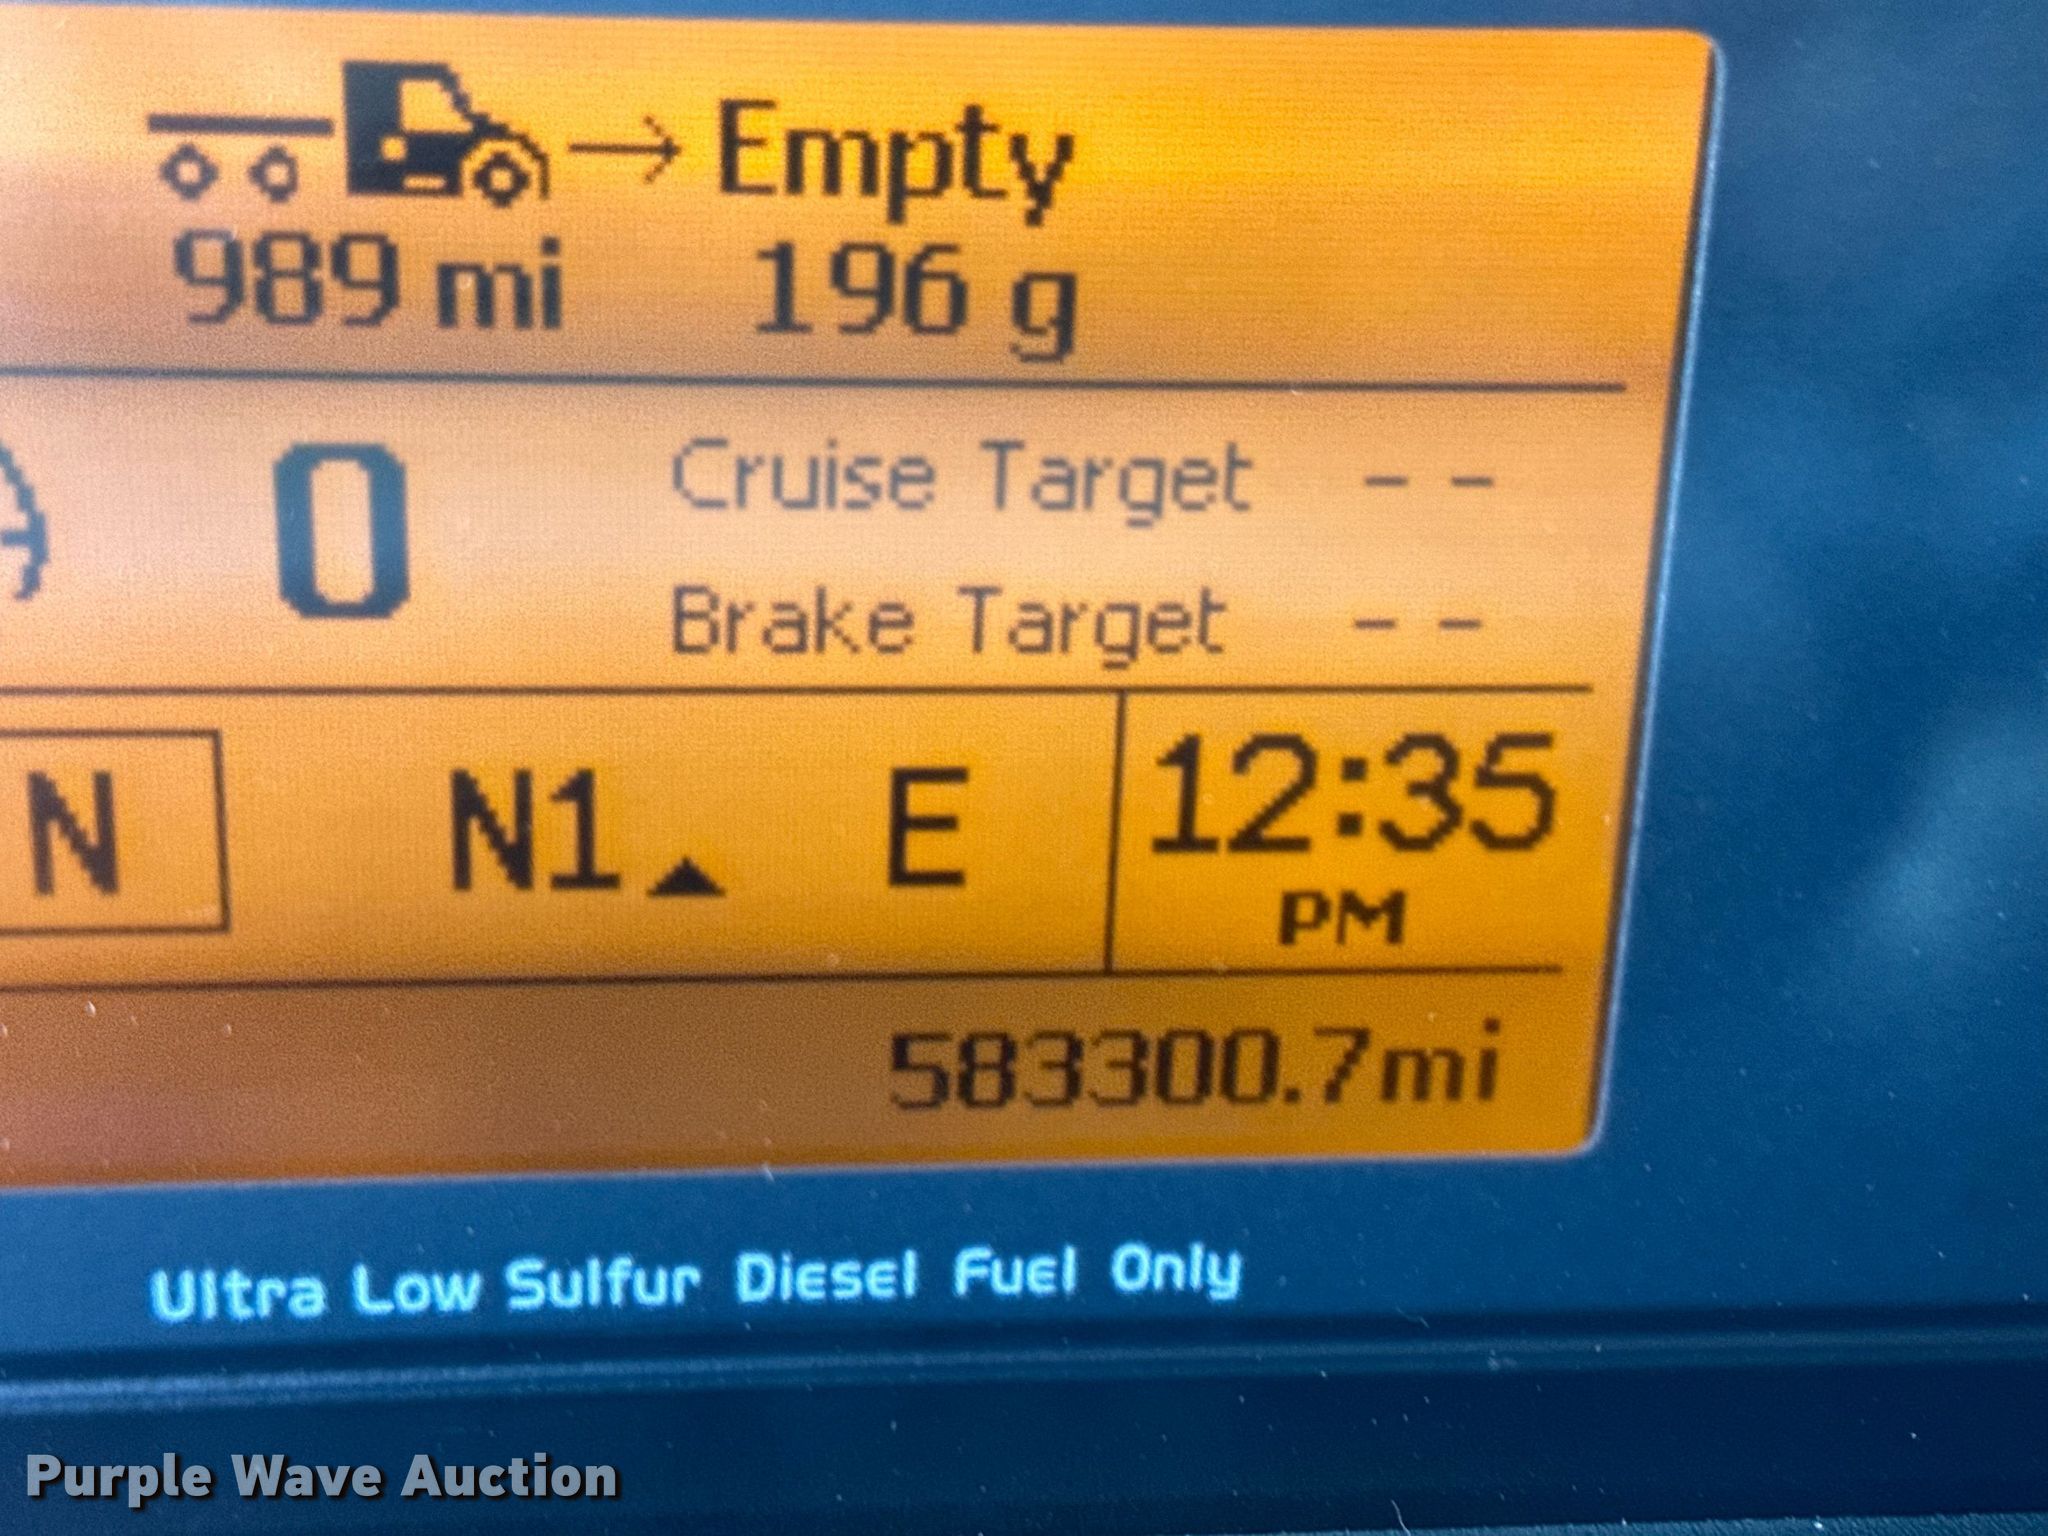 Empty
989 mi 196 g
0
Cruise Target --
Brake Target --
N N1 E 12:35
PM
583300.7mi
Ultra Low Sulfur Diesel Fuel Only
Purple Wave Auction